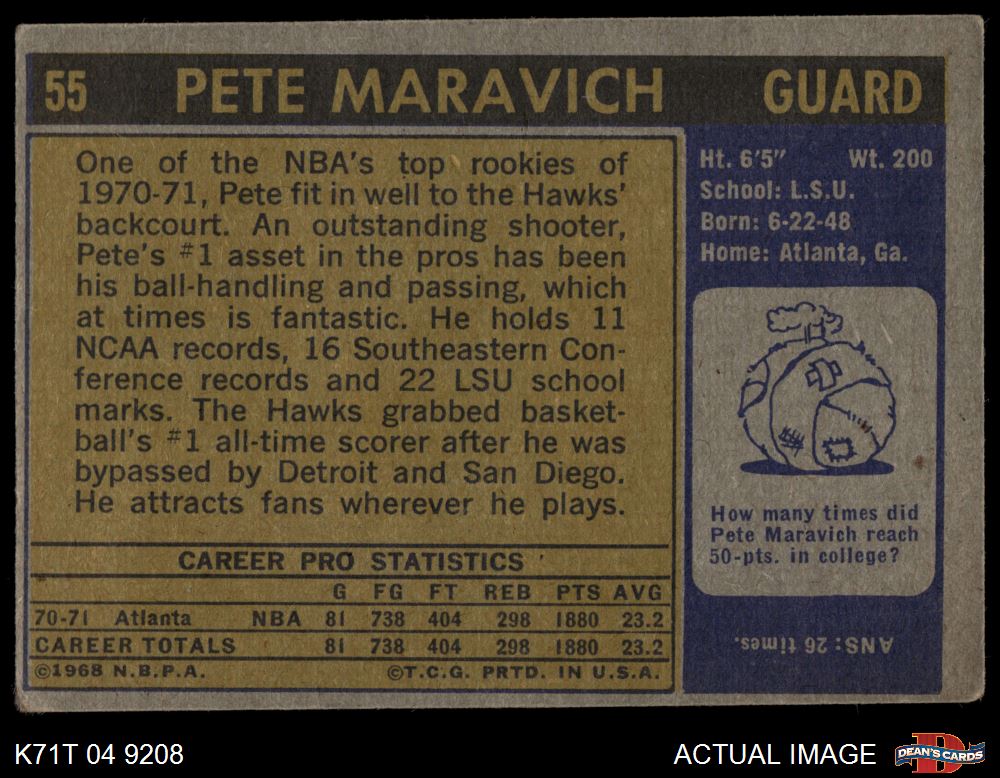 55 PETE MARAVICH GUARD
One of the NBA's top rookies of
1970-71, Pete fit in well to the Hawks'
backcourt. An outstanding shooter,
Pete's #1 asset in the pros has been
his ball-handling and passing, which
at times is fantastic. He holds 11
NCAA records, 16 Southeastern Con-
ference records and 22 LSU school
marks. The Hawks grabbed basket-
ball's #1 all-time scorer after he was
bypassed by Detroit and San Diego.
He attracts fans wherever he plays.
CAREER PRO STATISTICS
G FG FT REB PTS AVG
70-71 Atlanta NBA 81 738 404 298 1880 23.2
CAREER TOTALS 81 738 404 298 1880 23.2
©1968 N.B.P.A. ©T.C.G. PRTD. IN U.S.A.
Ht. 6'5" Wt. 200
School: L.S.U.
Born: 6-22-48
Home: Atlanta, Ga.
How many times did
Pete Maravich reach
50-pts. in college?
ANS: 26 times.
K71T 04 9208 ACTUAL IMAGE DEAN'S CARDS